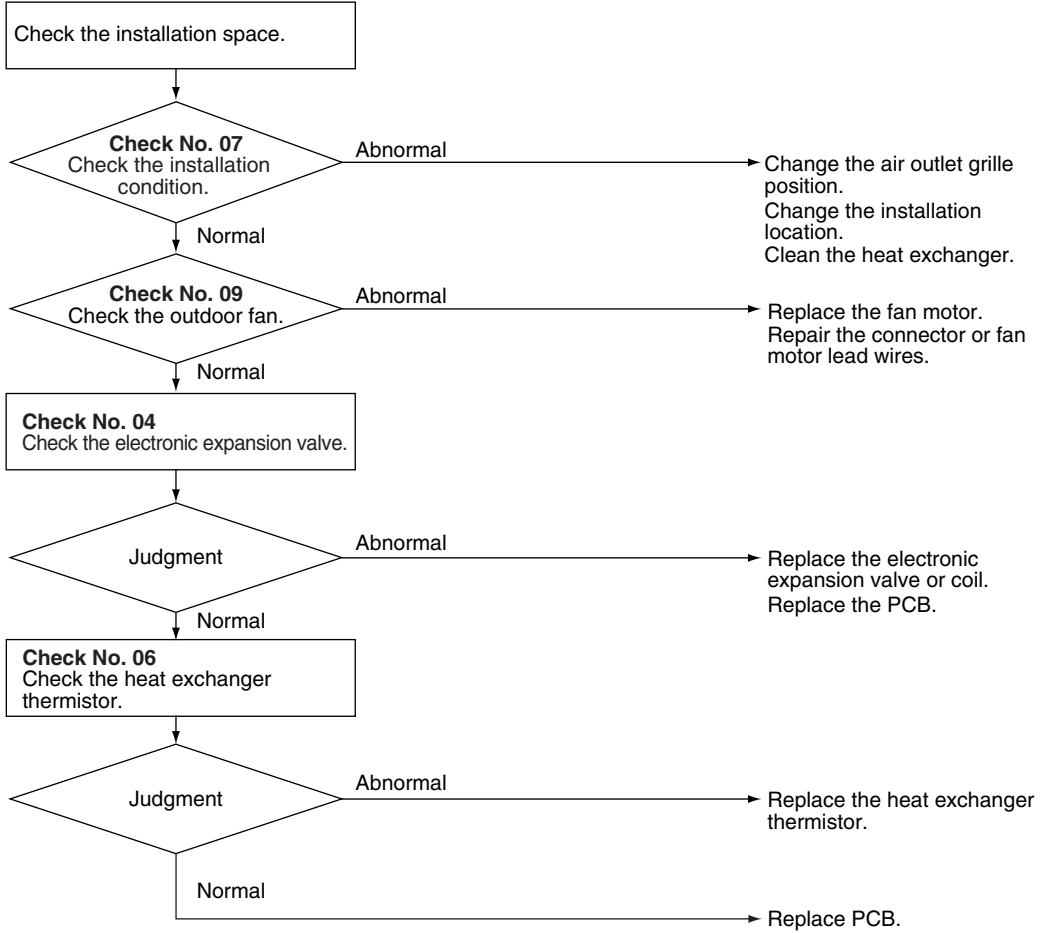 Check the installation space.
Check No. 07
Check the installation
condition.
Abnormal
Change the air outlet grille
position.
Change the installation
location.
Clean the heat exchanger.
Normal
Check No. 09
Check the outdoor fan.
Abnormal
Replace the fan motor.
Repair the connector or fan
motor lead wires.
Normal
Check No. 04
Check the electronic expansion valve.
Judgment
Abnormal
Replace the electronic
expansion valve or coil.
Replace the PCB.
Normal
Check No. 06
Check the heat exchanger
thermistor.
Judgment
Abnormal
Replace the heat exchanger
thermistor.
Normal
Replace PCB.